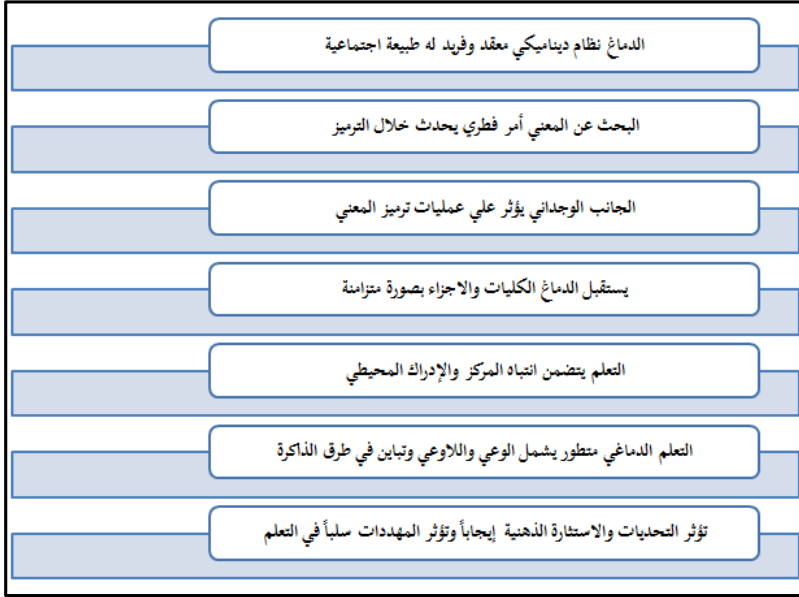 الدماغ نظام ديناميكي معقد وفريد له طبيعة اجتماعية
البحث عن المعني أمر فطري يحدث خلال الترميز
الجانب الوجداني يؤثر علي عمليات ترميز المعني
يستقبل الدماغ الكليات والاجزاء بصورة متزامنة
التعلم يتضمن انتباه المركز والإدراك المحيطي
التعلم الدماغي متطور يشمل الوعي واللاوعي وتباين في طرق الذاكرة
تؤثر التحديات والاستثارة الذهنية إيجاباً وتؤثر المهددات سلباً في التعلم